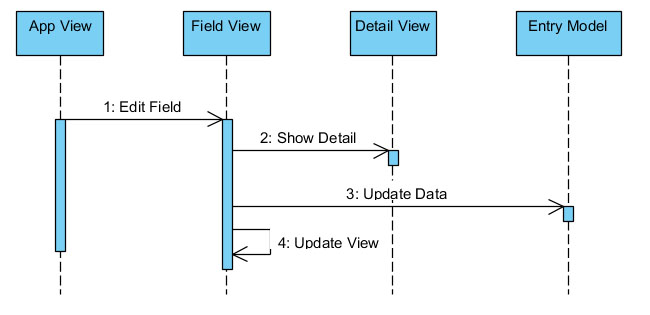 App View
Field View
Detail View
Entry Model
1: Edit Field
2: Show Detail
3: Update Data
4: Update View